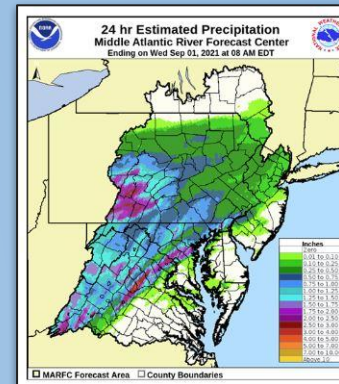 24 hr Estimated Precipitation
Middle Atlantic River Forecast Center
Ending on Wed Sep 01, 2021 at 08 AM EDT
Inches
Zero
0.01 to 0.10
0.10 to 0.25
0.25 to 0.50
0.50 to 0.75
0.75 to 1.00
1.00 to 1.25
1.25 to 1.50
1.50 to 1.75
1.75 to 2.00
2.00 to 2.50
2.50 to 3.00
3.00 to 4.00
4.00 to 5.00
5.00 to 7.00
7.00 to 10.00
Above 10
MARFC Forecast Area County Boundaries